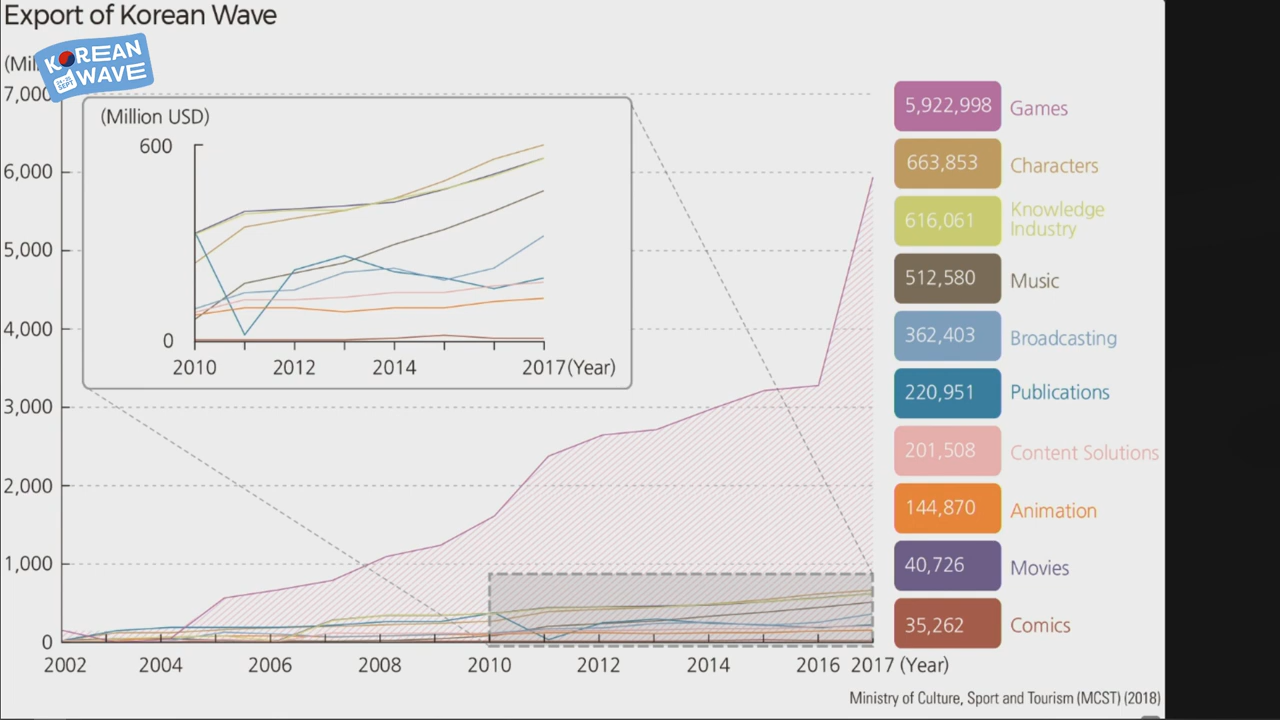 Export of Korean Wave
(Mil
KOREAN
WAVE
SEPT
7,000
6,000
5,000
4,000
3,000
2,000
1,000
0
2002
2004
2006
2008
2010
2012
2014
2016
2017 (Year)
(Million USD)
600
0
2010
2012
2014
2017(Year)
5,922,998 Games
663,853 Characters
616,061 Knowledge
Industry
512,580 Music
362,403 Broadcasting
220,951 Publications
201,508 Content Solutions
144,870 Animation
40,726 Movies
35,262 Comics
Ministry of Culture, Sport and Tourism (MCST) (2018)